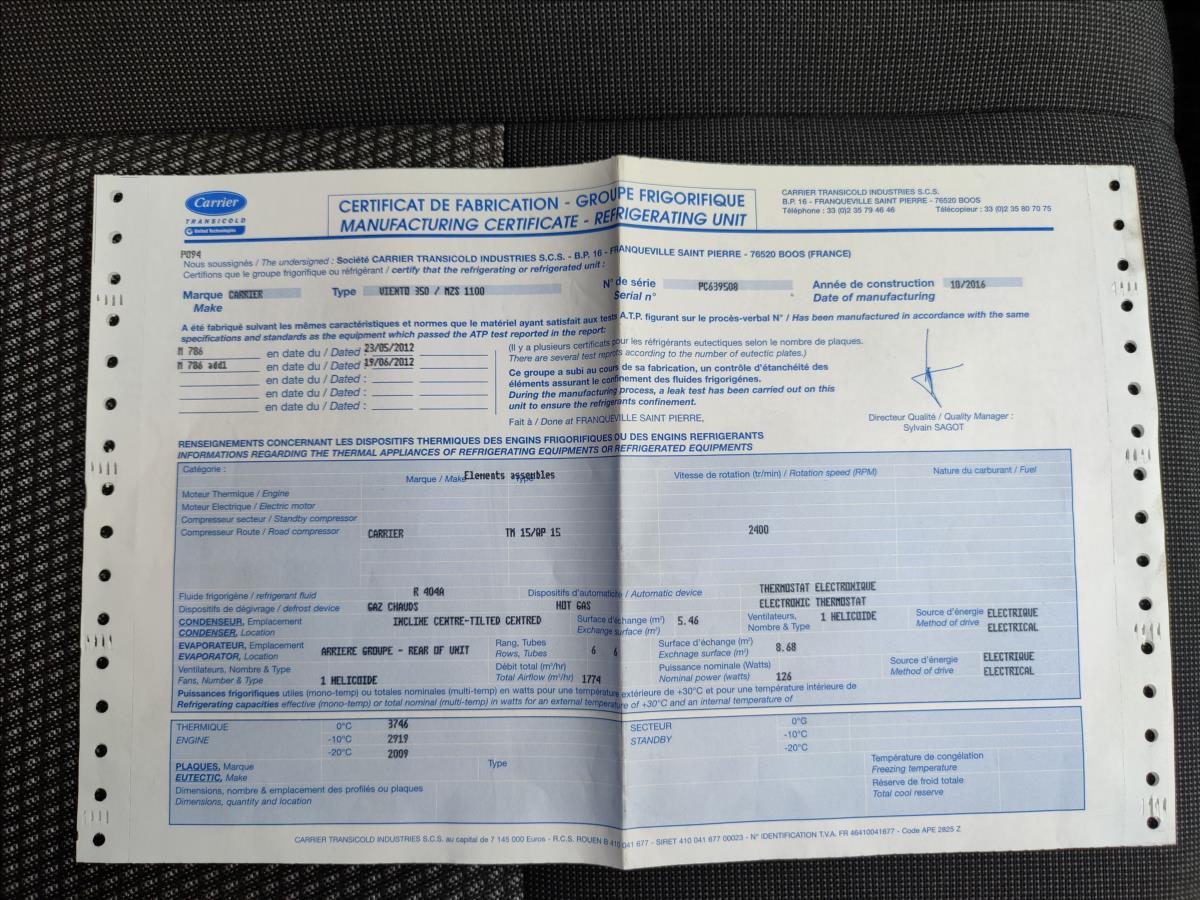 Carrier
TRANSICOLD
United Technologies
CERTIFICAT DE FABRICATION - GROUPE FRIGORIFIQUE
MANUFACTURING CERTIFICATE - REFRIGERATING UNIT
CARRIER TRANSICOLD INDUSTRIES S.C.S.
B.P. 16 - FRANQUEVILLE SAINT PIERRE - 76520 BOOS
Téléphone : 33 (0)2 35 79 46 46 Télécopieur : 33 (0)2 35 80 70 75
P094
Nous soussignés / The undersigned : Société CARRIER TRANSICOLD INDUSTRIES S.C.S. - B.P. 16 - FRANQUEVILLE SAINT PIERRE - 76520 BOOS (FRANCE)
Certifions que le groupe frigorifique ou réfrigérant / certify that the refrigerating or refrigerated unit :
Marque CARRIER Type VIENTO 350 / MZS 1100 N° de série PC639508 Année de construction 10/2016
Make Serial n° Date of manufacturing
A été fabriqué suivant les mêmes caractéristiques et normes que le matériel ayant satisfait aux tests A.T.P. figurant sur le procès-verbal N° / Has been manufactured in accordance with the same
specifications and standards as the equipment which passed the ATP test reported in the report:
M 786 en date du / Dated 23/05/2012
M 786 add1 en date du / Dated 19/06/2012
en date du / Dated :
en date du / Dated :
en date du / Dated :
(Il y a plusieurs certificats pour les réfrigérants eutectiques selon le nombre de plaques.
There are several test reprots according to the number of eutectic plates.)
Ce groupe a subi au cours de sa fabrication, un contrôle d'étanchéité des
éléments assurant le confinement des fluides frigorigénes.
During the manufacturing process, a leak test has been carried out on this
unit to ensure the refrigerants confinement.
Fait à / Done at FRANQUEVILLE SAINT PIERRE,
Directeur Qualité / Quality Manager :
Sylvain SAGOT
RENSEIGNEMENTS CONCERNANT LES DISPOSITIFS THERMIQUES DES ENGINS FRIGORIFIQUES OU DES ENGINS REFRIGERANTS
INFORMATIONS REGARDING THE THERMAL APPLIANCES OF REFRIGERATING EQUIPMENTS OR REFRIGERATED EQUIPMENTS
Catégorie : Elements assembles
Marque / Make Type Vitesse de rotation (tr/min) / Rotation speed (RPM) Nature du carburant / Fuel
Moteur Thermique / Engine
Moteur Electrique / Electric motor
Compresseur secteur / Standby compressor
Compresseur Route / Road compressor CARRIER TM 15/QP 15 2400
Fluide frigorigène / refrigerant fluid R 404A Dispositifs d'automaticité / Automatic device THERMOSTAT ELECTRONIQUE
Dispositifs de dégivrage / defrost device GAZ CHAUDS HOT GAS ELECTRONIC THERMOSTAT
CONDENSEUR, Emplacement INCLINE CENTRE-TILTED CENTRED Surface d'échange (m²) 5.46 Ventilateurs, 1 HELICOIDE Source d'énergie ELECTRIQUE
CONDENSER, Location Exchange surface (m²) Nombre & Type Method of drive ELECTRICAL
EVAPORATEUR, Emplacement ARRIERE GROUPE - REAR OF UNIT Rang, Tubes 6 6 Surface d'échange (m²) 8.68
EVAPORATOR, Location Rows, Tubes Exchnage surface (m²)
Ventilateurs, Nombre & Type 1 HELICOIDE Débit total (m³/hr) 1774 Puissance nominale (Watts) 126 Source d'énergie ELECTRIQUE
Fans, Number & Type Total Airflow (m³/hr) Nominal power (watts) Method of drive ELECTRICAL
Puissances frigorifiques utiles (mono-temp) ou totales nominales (multi-temp) en watts pour une température extérieure de +30°C et pour une température intérieure de
Refrigerating capacities effective (mono-temp) or total nominal (multi-temp) in watts for an external temperature of +30°C and an internal temperature of
THERMIQUE 0°C 3746 SECTEUR 0°C
ENGINE -10°C 2919 STANDBY -10°C
-20°C 2009 -20°C
PLAQUES, Marque Type Température de congélation
EUTECTIC, Make Freezing temperature
Dimensions, nombre & emplacement des profilés ou plaques Réserve de froid totale
Dimensions, quantity and location Total cool reserve
CARRIER TRANSICOLD INDUSTRIES S.C.S. au capital de 7 145 000 Euros - R.C.S. ROUEN B 410 041 677 - SIRET 410 041 677 00023 - N° IDENTIFICATION T.V.A. FR 46410041677 - Code APE 2825 Z